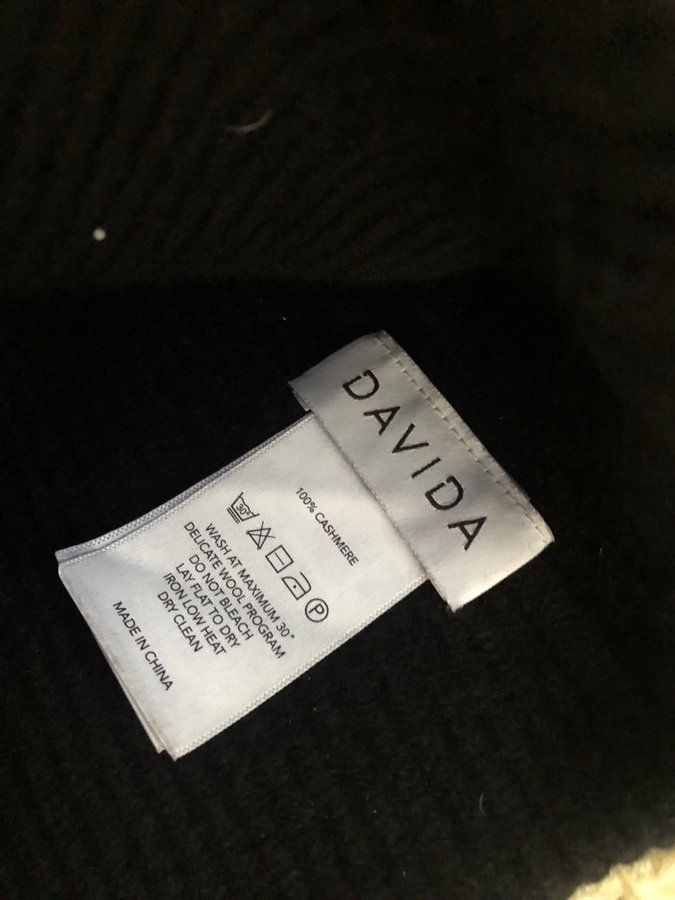 DAVIDA
100% CASHMERE
30°
P
WASH AT MAXIMUM 30°
DELICATE WOOL PROGRAM
DO NOT BLEACH
LAY FLAT TO DRY
IRON LOW HEAT
DRY CLEAN
MADE IN CHINA